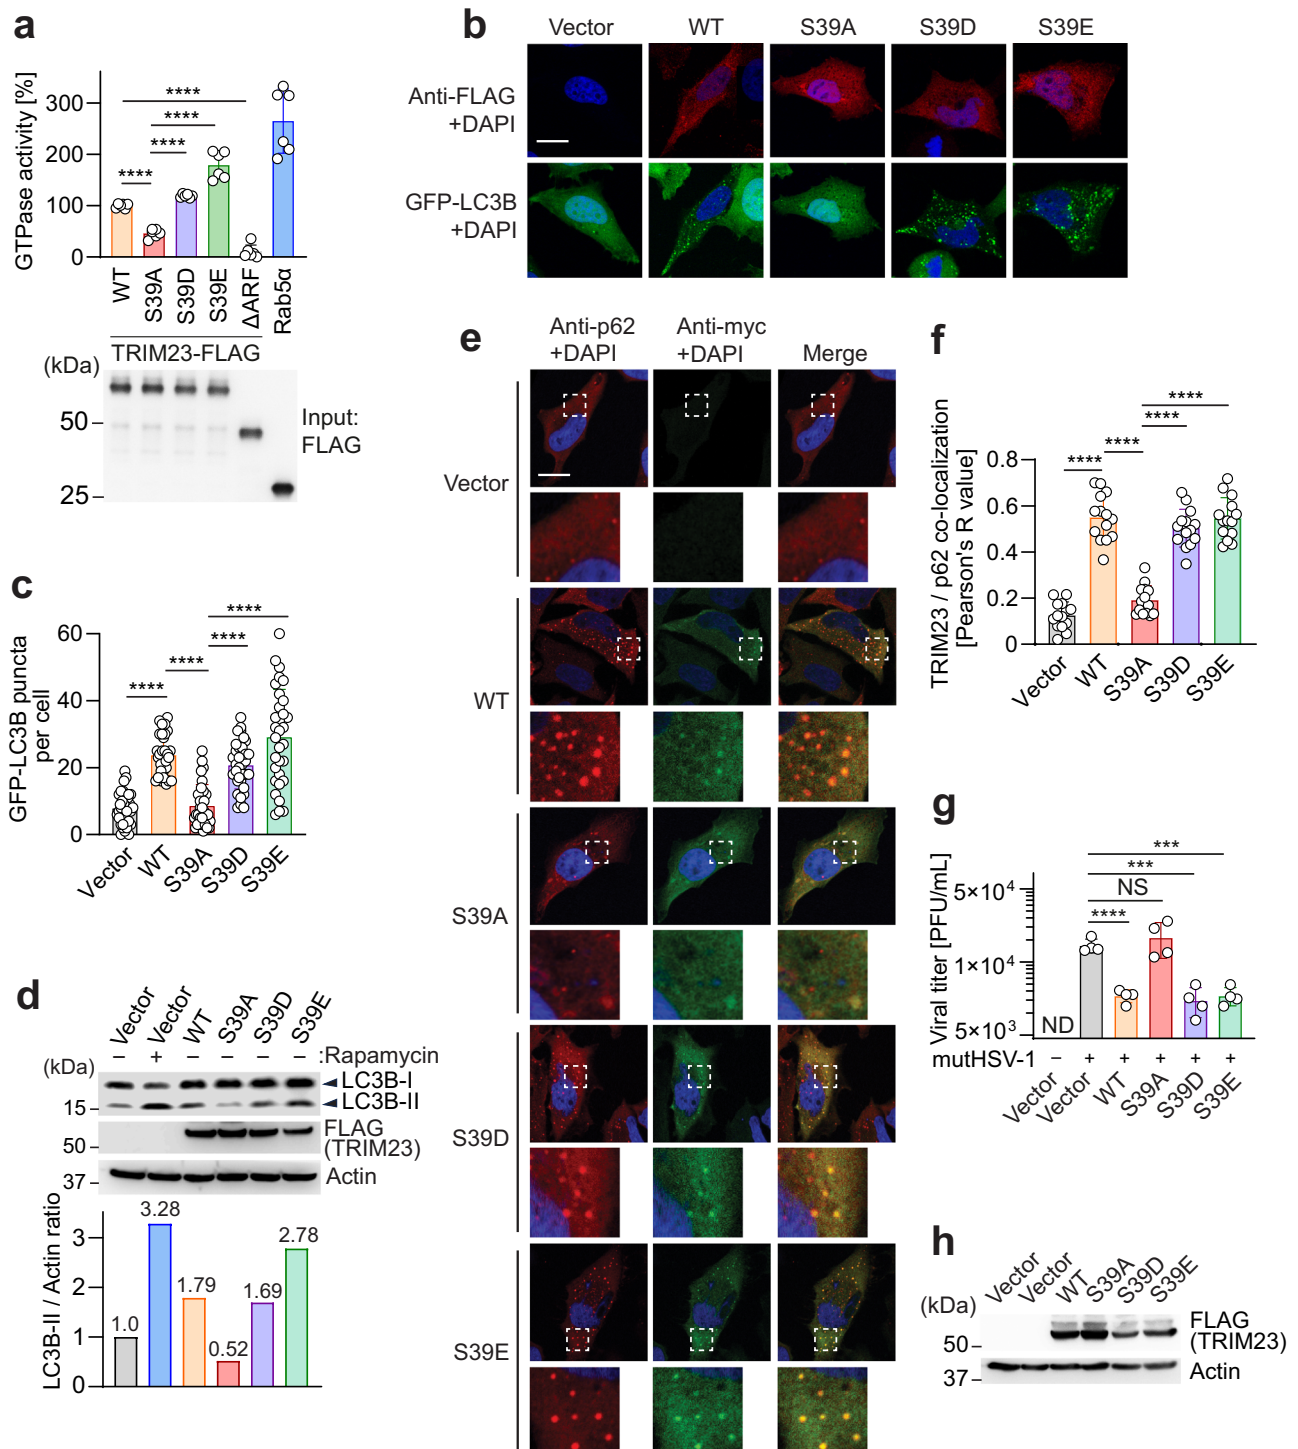 a
GTPase activity [%]
300
200
100
0
****
****
****
****
WT
S39A
S39D
S39E
ΔARF
Rab5α
TRIM23-FLAG
(kDa)
50
25
Input:
FLAG
b
Vector
WT
S39A
S39D
S39E
Anti-FLAG
+DAPI
GFP-LC3B
+DAPI
c
GFP-LC3B puncta
per cell
60
40
20
0
****
****
****
****
Vector
WT
S39A
S39D
S39E
d
Vector
Vector
WT
S39A
S39D
S39E
– + – – – – :Rapamycin
(kDa)
15
50
37
LC3B-I
LC3B-II
FLAG
(TRIM23)
Actin
LC3B-II / Actin ratio
3
2
1
0
1.0
3.28
1.79
0.52
1.69
2.78
e
Anti-p62
+DAPI
Anti-myc
+DAPI
Merge
Vector
WT
S39A
S39D
S39E
f
TRIM23 / p62 co-localization
[Pearson's R value]
0.8
0.6
0.4
0.2
0
****
****
****
****
Vector
WT
S39A
S39D
S39E
g
Viral titer [PFU/mL]
5×10⁴
1×10⁴
5×10³
***
***
NS
****
ND
mutHSV-1 – + + + + +
Vector
Vector
WT
S39A
S39D
S39E
h
Vector
Vector
WT
S39A
S39D
S39E
(kDa)
50
37
FLAG
(TRIM23)
Actin